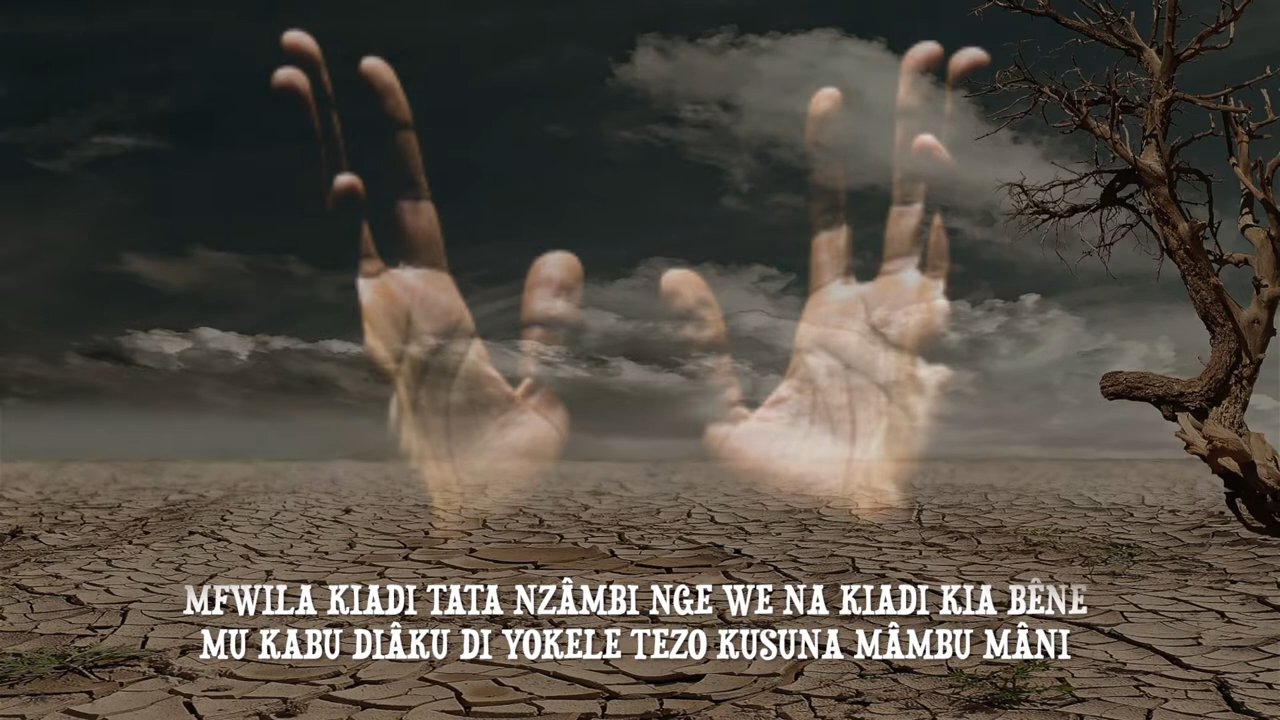 MFWILA KIADI TATA NZÂMBI NGE WE NA KIADI KIA BÊNE
MU KABU DIÂKU DI YOKELE TEZO KUSUNA MÂMBU MÂNI